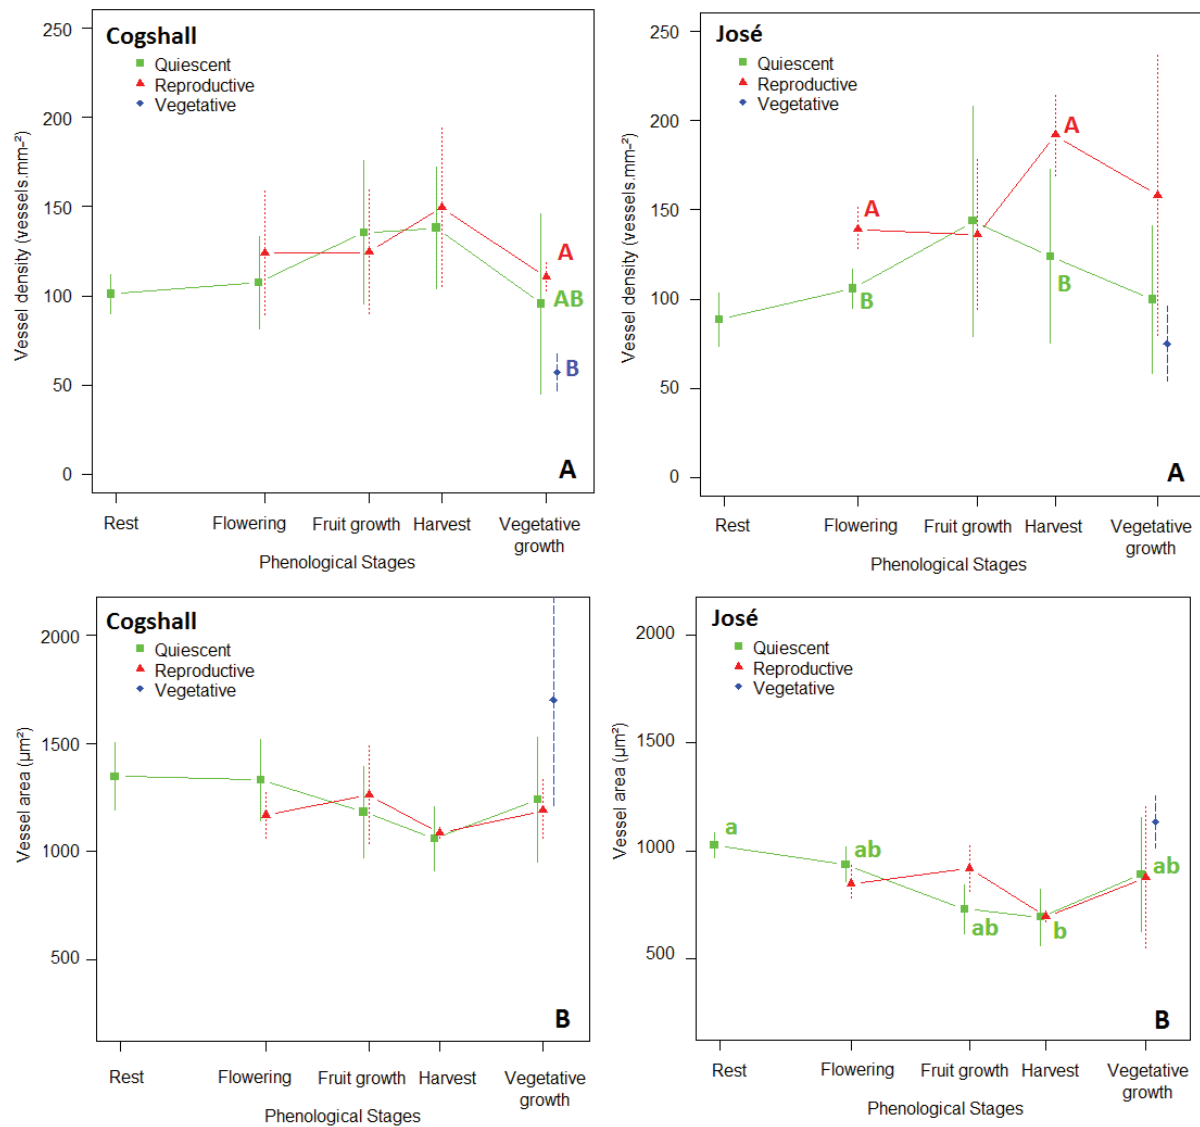 Cogshall
Quiescent
Reproductive
Vegetative
Vessel density (vessels.mm-²)
250
200
150
100
50
0
A
AB
B
A
Rest
Flowering
Fruit growth
Harvest
Vegetative
growth
Phenological Stages
José
Quiescent
Reproductive
Vegetative
Vessel density (vessels.mm-²)
250
200
150
100
50
0
A
A
B
B
A
Rest
Flowering
Fruit growth
Harvest
Vegetative
growth
Phenological Stages
Cogshall
Quiescent
Reproductive
Vegetative
Vessel area (µm²)
2000
1500
1000
500
B
Rest
Flowering
Fruit growth
Harvest
Vegetative
growth
Phenological Stages
José
Quiescent
Reproductive
Vegetative
Vessel area (µm²)
2000
1500
1000
500
a
ab
ab
b
ab
B
Rest
Flowering
Fruit growth
Harvest
Vegetative
growth
Phenological Stages